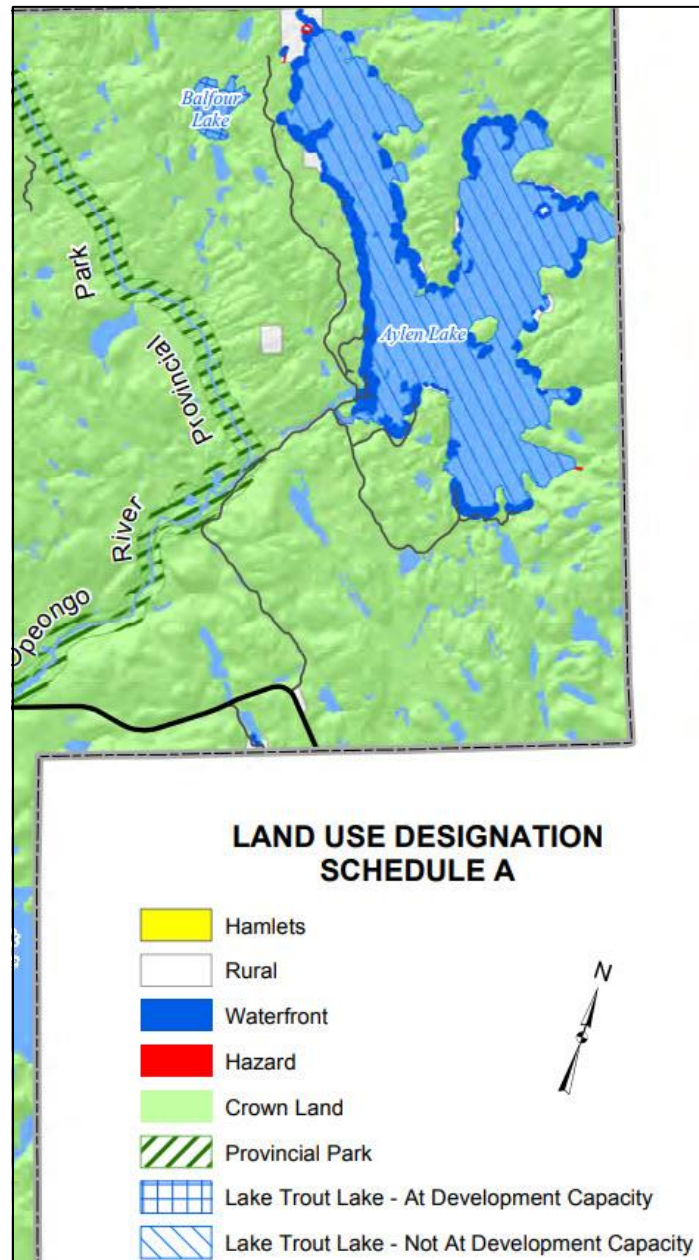 Balfour
Lake
Park
Provincial
Aylen Lake
River
Opeongo
LAND USE DESIGNATION
SCHEDULE A
Hamlets
Rural
N
Waterfront
Hazard
Crown Land
Provincial Park
Lake Trout Lake - At Development Capacity
Lake Trout Lake - Not At Development Capacity